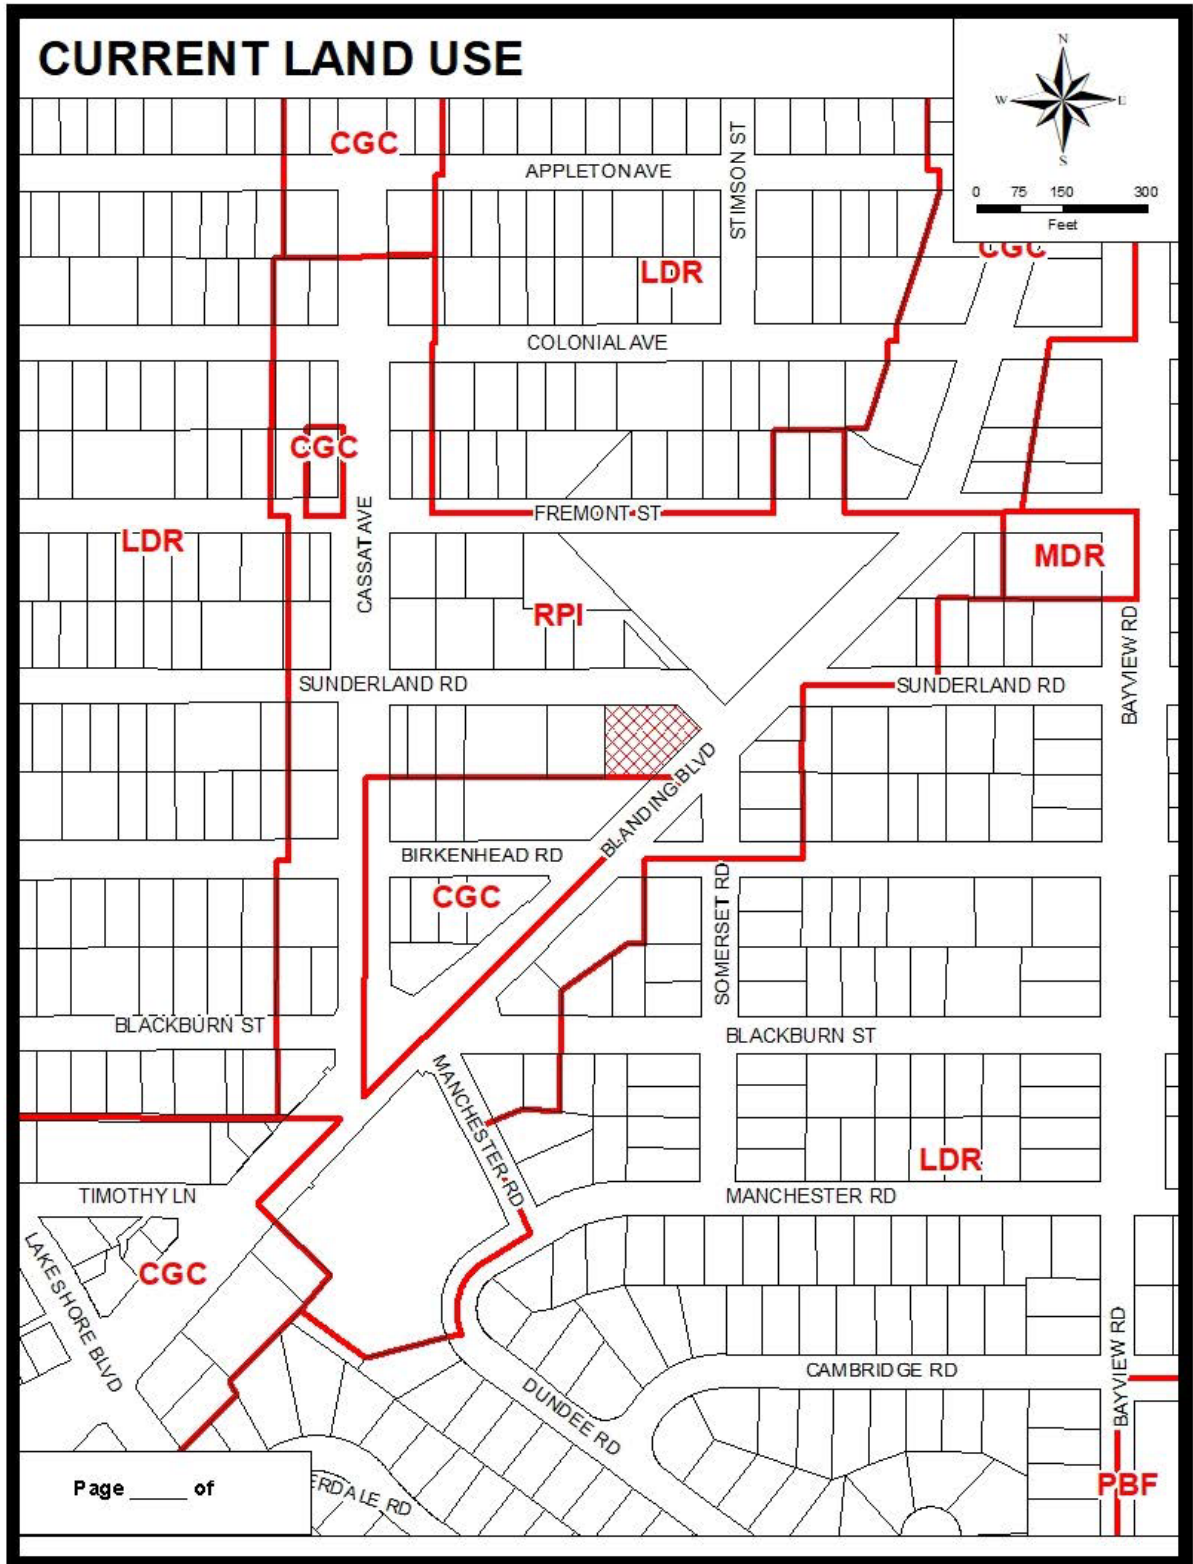 CURRENT LAND USE
N
W E
S
0 75 150 300
Feet
CGC
APPLETON AVE
STIMSON ST
CGC
LDR
COLONIAL AVE
CGC
CASSAT AVE
FREMONT ST
LDR
MDR
RPI
BAYVIEW RD
SUNDERLAND RD
SUNDERLAND RD
BLANDING BLVD
BIRKENHEAD RD
CGC
SOMERSET RD
BLACKBURN ST
BLACKBURN ST
MANCHESTER RD
LDR
TIMOTHY LN
MANCHESTER RD
LAKESHORE BLVD
CGC
BAYVIEW RD
CAMBRIDGE RD
DUNDEE RD
PBF
Page _____ of
ERDALE RD